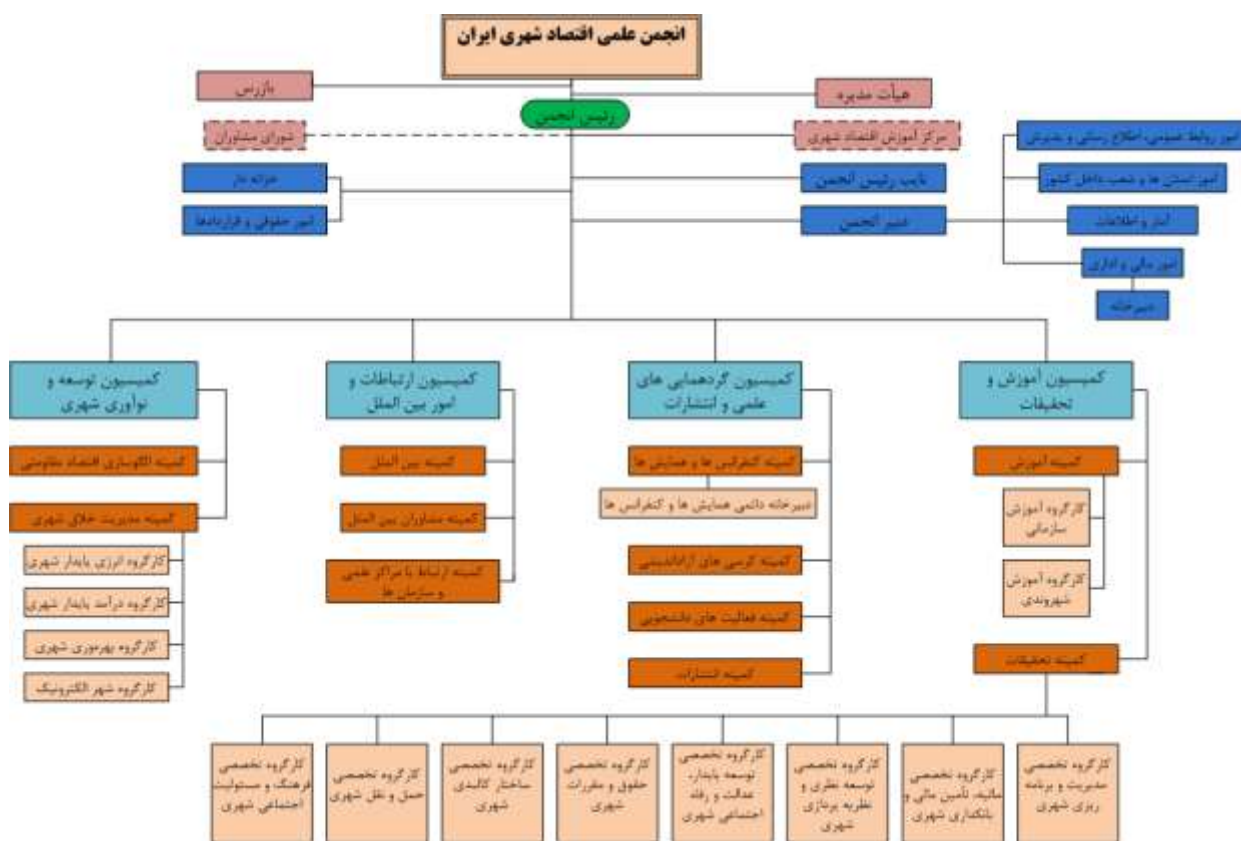 انجمن علمی اقتصاد شهری ایران
هیأت مدیره
بازرس
رئیس انجمن
مرکز آموزش اقتصاد شهری
شورای مشاوران
امور روابط عمومی، اطلاع رسانی و پذیرش
نایب رئیس انجمن
خزانه دار
امور استان ها و شعب داخل کشور
دبیر انجمن
امور حقوقی و قراردادها
آمار و اطلاعات
امور مالی و اداری
دبیرخانه
کمیسیون آموزش و
تحقیقات
کمیته آموزش
کارگروه آموزش
سازمانی
کارگروه آموزش
شهروندی
کمیته تحقیقات
کمیسیون گردهمایی های
علمی و انتشارات
کمیته کنفرانس ها و همایش ها
دبیرخانه دائمی همایش ها و کنفرانس ها
کمیته کرسی های آزاداندیشی
کمیته فعالیت های دانشجویی
کمیته انتشارات
کمیسیون ارتباطات و
امور بین الملل
کمیته بین الملل
کمیته مشاوران بین الملل
کمیته ارتباط با مراکز علمی
و سازمان ها
کمیسیون توسعه و
نوآوری شهری
کمیته الگوسازی اقتصاد مقاومتی
کمیته مدیریت خلاق شهری
کارگروه انرژی پایدار شهری
کارگروه درآمد پایدار شهری
کارگروه بهره‌وری شهری
کارگروه شهر الکترونیک
کارگروه تخصصی
مدیریت و برنامه
ریزی شهری
کارگروه تخصصی
مالیه، تأمین مالی و
بانکداری شهری
کارگروه تخصصی
توسعه نظری و
نظریه پردازی
شهری
کارگروه تخصصی
توسعه پایدار،
عدالت و رفاه
اجتماعی شهری
کارگروه تخصصی
حقوق و مقررات
شهری
کارگروه تخصصی
ساختار کالبدی
شهری
کارگروه تخصصی
حمل و نقل شهری
کارگروه تخصصی
فرهنگ و مسئولیت
اجتماعی شهری